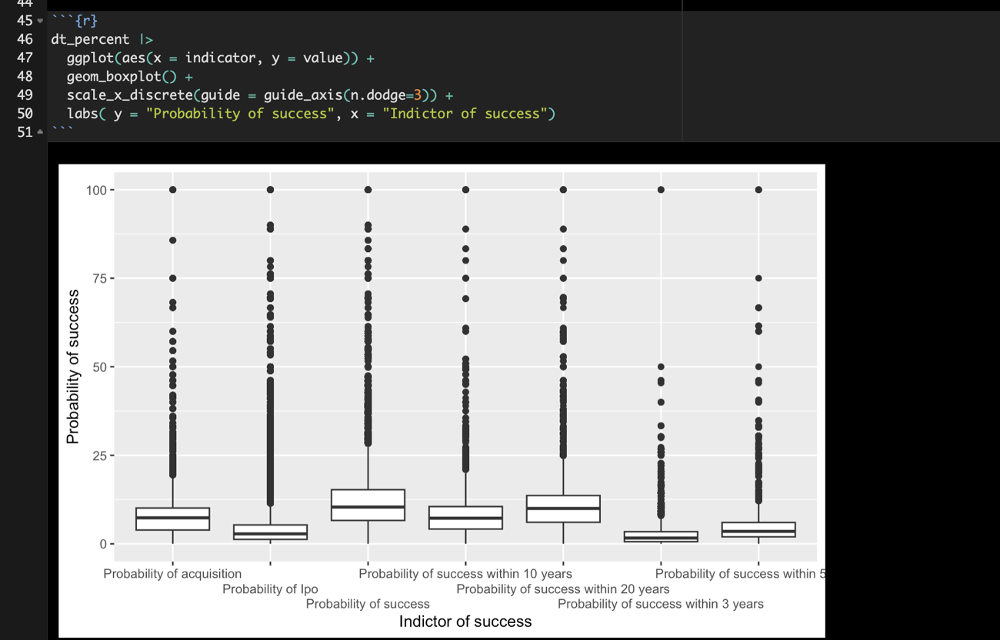 44
45 ```{r}
46 dt_percent |>
47 ggplot(aes(x = indicator, y = value)) +
48 geom_boxplot() +
49 scale_x_discrete(guide = guide_axis(n.dodge=3)) +
50 labs( y = "Probability of success", x = "Indictor of success")
51 ```
100
75
50
25
0
Probability of success
Probability of acquisition Probability of success within 10 years Probability of success within 5
Probability of Ipo Probability of success within 20 years
Probability of success Probability of success within 3 years
Indictor of success